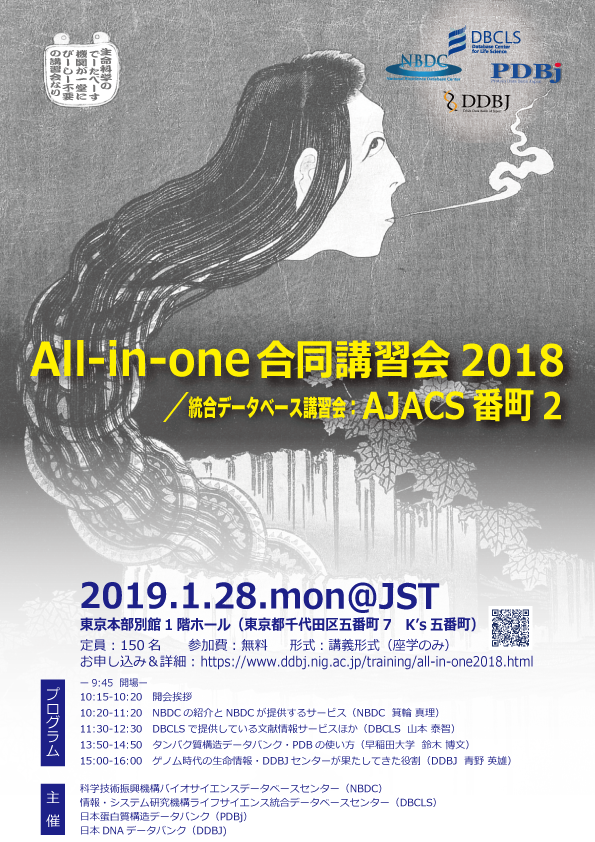 生命科学の
でーたべーす
機関が一堂に
びーしー不要
の講習会なり
DBCLS
Database Center
for Life Science
NBDC
National Bioscience Database Center
PDBj
DDBJ
All-in-one 合同講習会 2018
／統合データベース講習会：AJACS 番町 2
2019.1.28.mon@JST
東京本部別館 1 階ホール（東京都千代田区五番町 7 K's 五番町）
定員：150 名 参加費：無料 形式：講義形式（座学のみ）
お申し込み＆詳細：https://www.ddbj.nig.ac.jp/training/all-in-one2018.html
プログラム
ー 9:45 開場ー
10:15-10:20 開会挨拶
10:20-11:20 NBDC の紹介と NBDC が提供するサービス（NBDC 箕輪 真理）
11:30-12:30 DBCLS で提供している文献情報サービスほか（DBCLS 山本 泰智）
13:50-14:50 タンパク質構造データバンク・PDB の使い方（早稲田大学 鈴木 博文）
15:00-16:00 ゲノム時代の生命情報・DDBJ センターが果たしてきた役割（DDBJ 青野 英雄）
主催
科学技術振興機構バイオサイエンスデータベースセンター（NBDC）
情報・システム研究機構ライフサイエンス統合データベースセンター（DBCLS）
日本蛋白質構造データバンク（PDBj）
日本 DNA データバンク（DDBJ）